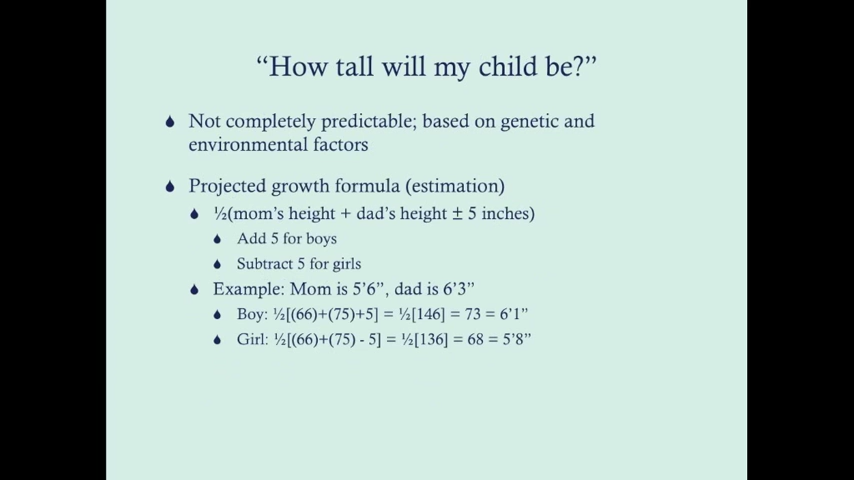 “How tall will my child be?”
Not completely predictable; based on genetic and
environmental factors
Projected growth formula (estimation)
½(mom’s height + dad’s height ± 5 inches)
Add 5 for boys
Subtract 5 for girls
Example: Mom is 5’6”, dad is 6’3”
Boy: ½[(66)+(75)+5] = ½[146] = 73 = 6’1”
Girl: ½[(66)+(75) - 5] = ½[136] = 68 = 5’8”